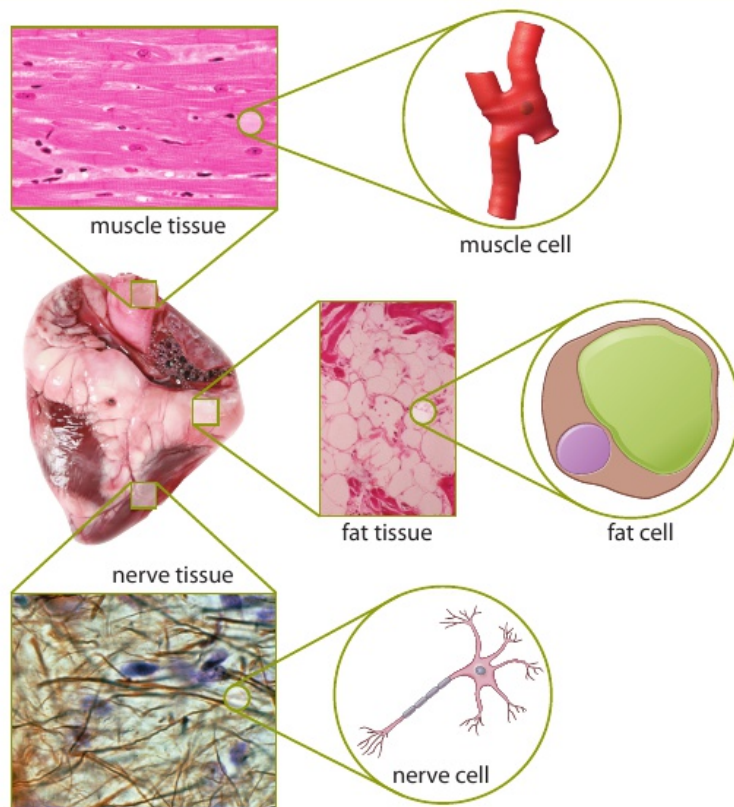 muscle tissue
muscle cell
fat tissue
fat cell
nerve tissue
nerve cell